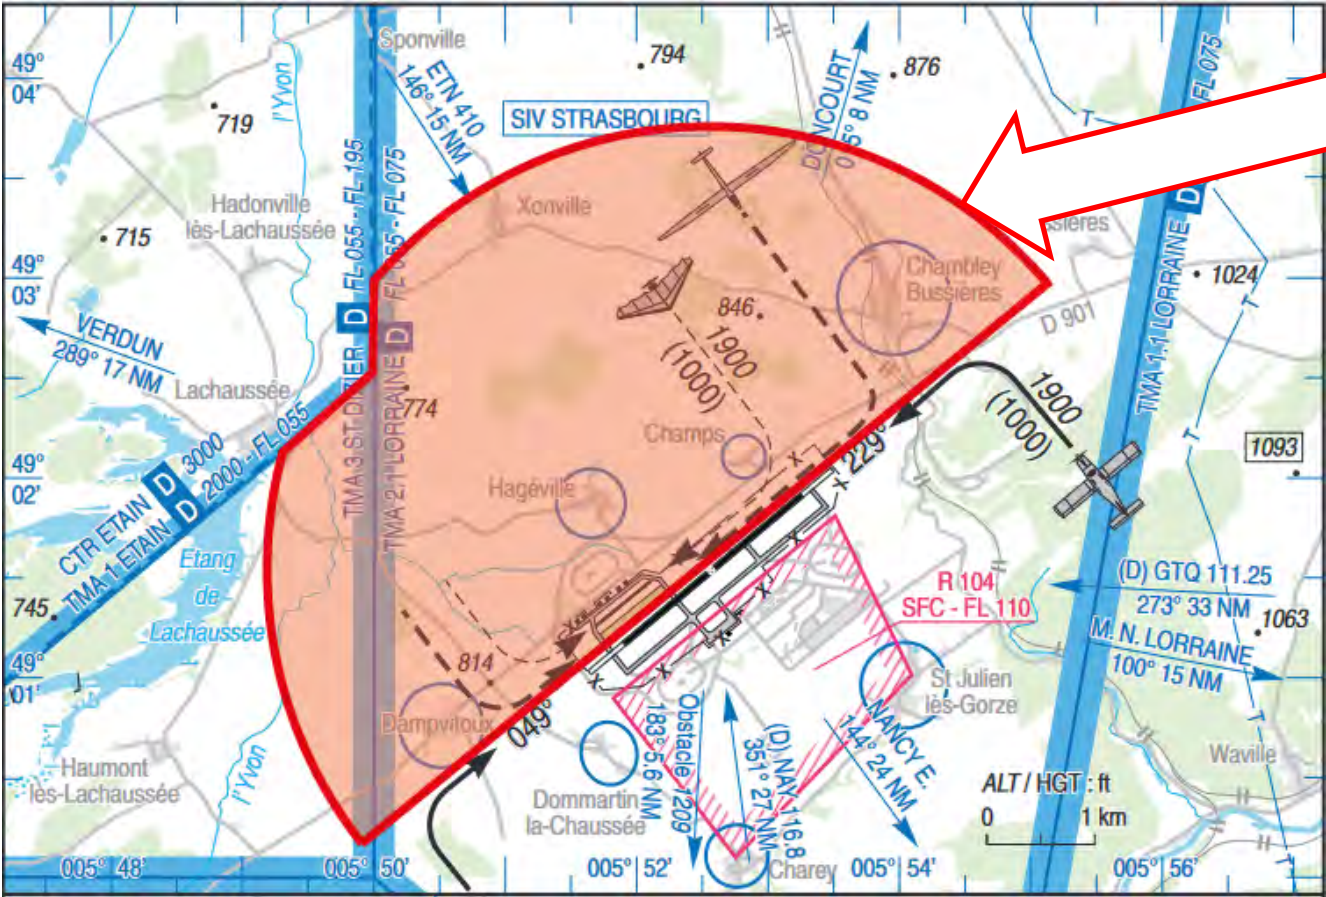 Sponville
794
DONCOURT
8 NM
876
FL 075
49°
04'
l'Yvon
719
ETN 410
146° 15 NM
SIV STRASBOURG
T
Hadonville
lès-Lachaussée
715
Xonville
FL 055 - FL 195
FL 055 - FL 075
ssières
1024
49°
03'
Chambley
Bussières
846
D 901
VERDUN
289° 17 NM
D
D
D
TMA 1.1 LORRAINE
T
Lachaussée
774
1900
(1000)
1900
(1000)
Champs
229°
T
1093
49°
02'
TMA 3 ST DIZIER
TMA 2.1 LORRAINE
CTR ETAIN D 3000
TMA 1 ETAIN D 2000 - FL 055
Hagéville
X
X
X
Etang
de
Lachaussée
745
R 104
SFC - FL 110
(D) GTQ 111.25
273° 33 NM
1063
M. N. LORRAINE
100° 15 NM
49°
01'
814
X
X
X
St Julien
lès-Gorze
Dampvitoux
049°
Obstacle 1209
183° 5,6 NM
(D) NAY 116.8
351° 27 NM
NANCY E.
144° 24 NM
T
T
Waville
Haumont
lès-Lachaussée
l'Yvon
Dommartin
la-Chaussée
ALT / HGT : ft
0 1 km
Charey
005° 48' 005° 50' 005° 52' 005° 54' 005° 56'